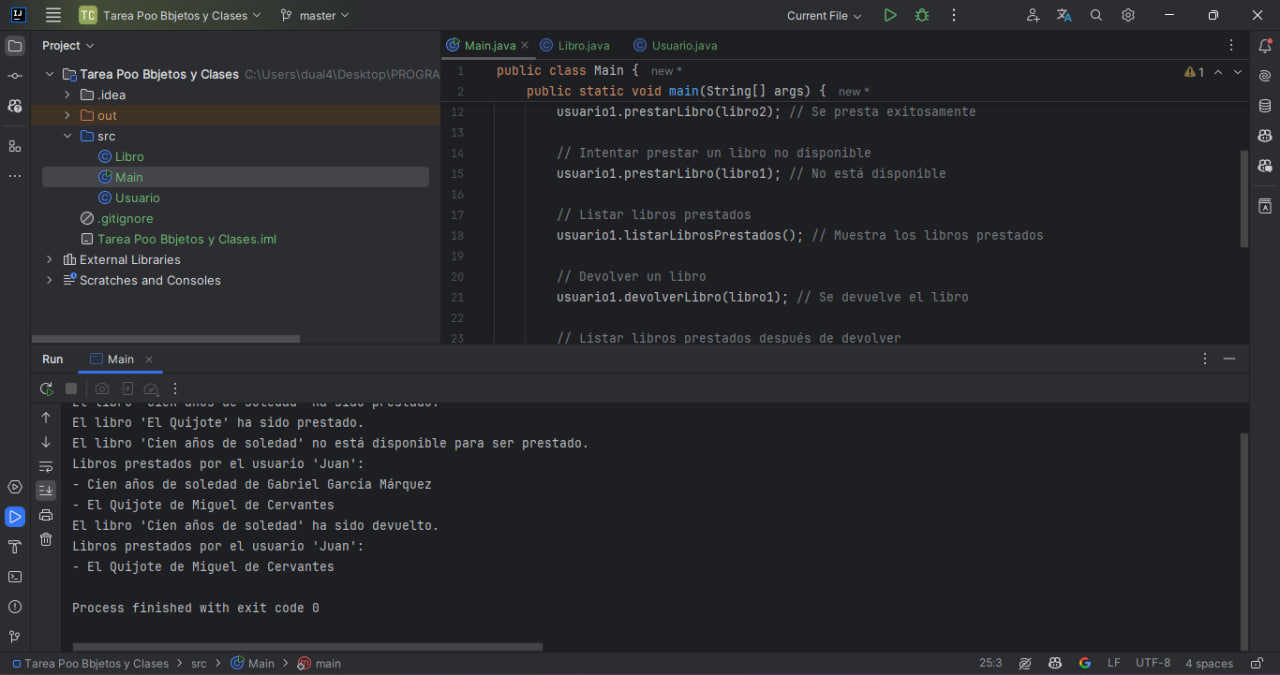 TC Tarea Poo Bbjetos y Clases master Current File
Project
Tarea Poo Bbjetos y Clases C:\Users\dual4\Desktop\PROGRA
.idea
out
src
Libro
Main
Usuario
.gitignore
Tarea Poo Bbjetos y Clases.iml
External Libraries
Scratches and Consoles
Main.java Libro.java Usuario.java
1 public class Main { new *
2 public static void main(String[] args) { new *
12 usuario1.prestarLibro(libro2); // Se presta exitosamente
13
14 // Intentar prestar un libro no disponible
15 usuario1.prestarLibro(libro1); // No está disponible
16
17 // Listar libros prestados
18 usuario1.listarLibrosPrestados(); // Muestra los libros prestados
19
20 // Devolver un libro
21 usuario1.devolverLibro(libro1); // Se devuelve el libro
22
23 // Listar libros prestados después de devolver
1
Run Main
El libro 'Cien años de soledad' ha sido prestado.
El libro 'El Quijote' ha sido prestado.
El libro 'Cien años de soledad' no está disponible para ser prestado.
Libros prestados por el usuario 'Juan':
- Cien años de soledad de Gabriel García Márquez
- El Quijote de Miguel de Cervantes
El libro 'Cien años de soledad' ha sido devuelto.
Libros prestados por el usuario 'Juan':
- El Quijote de Miguel de Cervantes
Process finished with exit code 0
Tarea Poo Bbjetos y Clases > src > Main > main 25:3 LF UTF-8 4 spaces